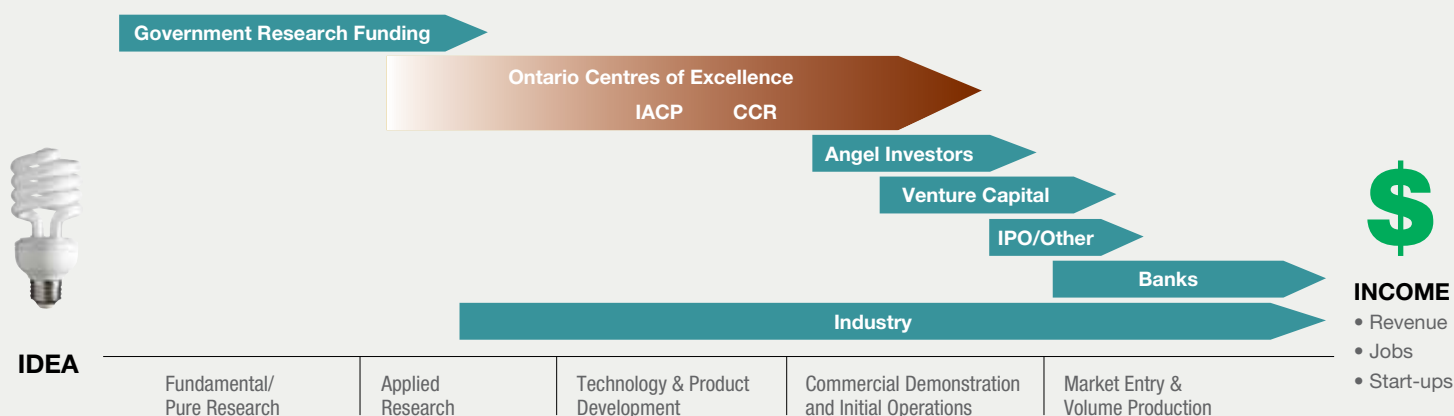 Government Research Funding
Ontario Centres of Excellence
IACP CCR
Angel Investors
Venture Capital
IPO/Other
Banks
Industry
IDEA
$
INCOME
• Revenue
• Jobs
• Start-ups
Fundamental/
Pure Research
Applied
Research
Technology & Product
Development
Commercial Demonstration
and Initial Operations
Market Entry &
Volume Production